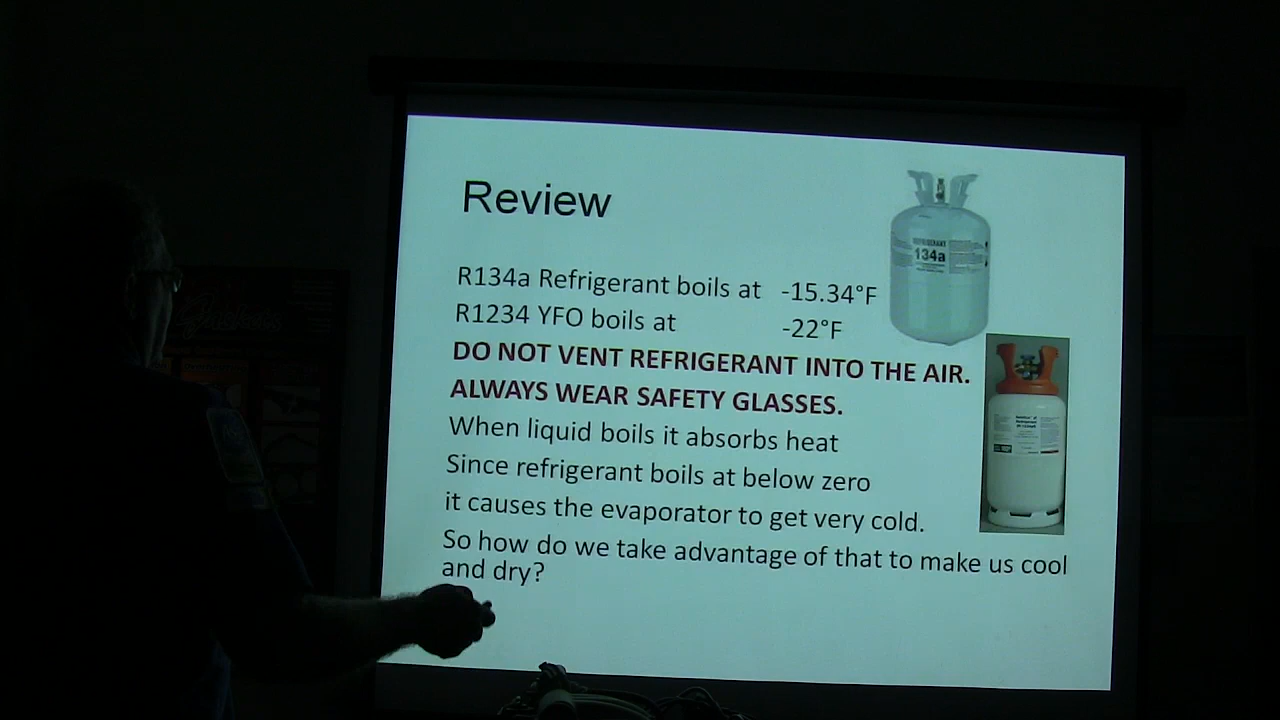 Review
R134a Refrigerant boils at -15.34°F
R1234 YFO boils at -22°F
DO NOT VENT REFRIGERANT INTO THE AIR.
ALWAYS WEAR SAFETY GLASSES.
When liquid boils it absorbs heat
Since refrigerant boils at below zero
it causes the evaporator to get very cold.
So how do we take advantage of that to make us cool
and dry?
REFRIGERANT
134a